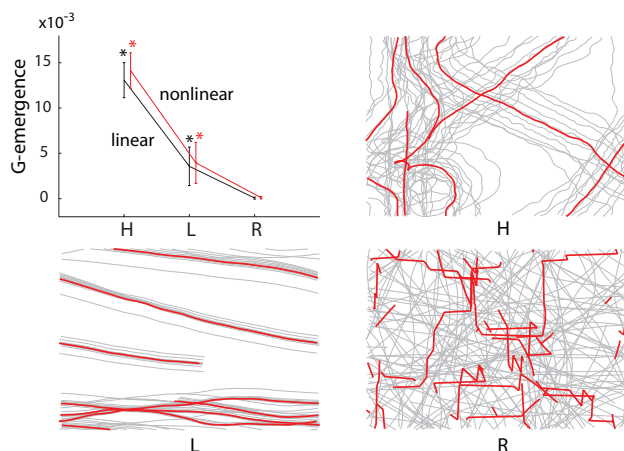 x10⁻³
15
10
5
0
G-emergence
* *
nonlinear
linear
* *
H L R
H
L
R